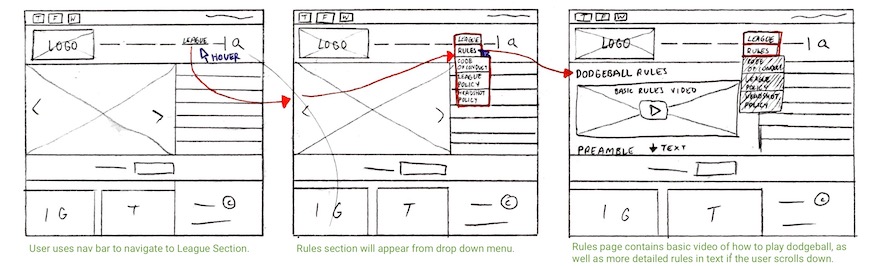 T F W
LOGO
LEAGUE
HOVER
Q
IG
T
C
User uses nav bar to navigate to League Section.
T F W
LOGO
LEAGUE
RULES
CODE
OF CONDUCT
LEAGUE
POLICY
HEADSHOT
POLICY
Q
IG
T
C
Rules section will appear from drop down menu.
T F W
LOGO
LEAGUE
RULES
CODE
OF CONDUCT
LEAGUE
POLICY
HEADSHOT
POLICY
Q
DODGEBALL RULES
BASIC RULES VIDEO
PREAMBLE TEXT
IG
T
C
Rules page contains basic video of how to play dodgeball, as
well as more detailed rules in text if the user scrolls down.